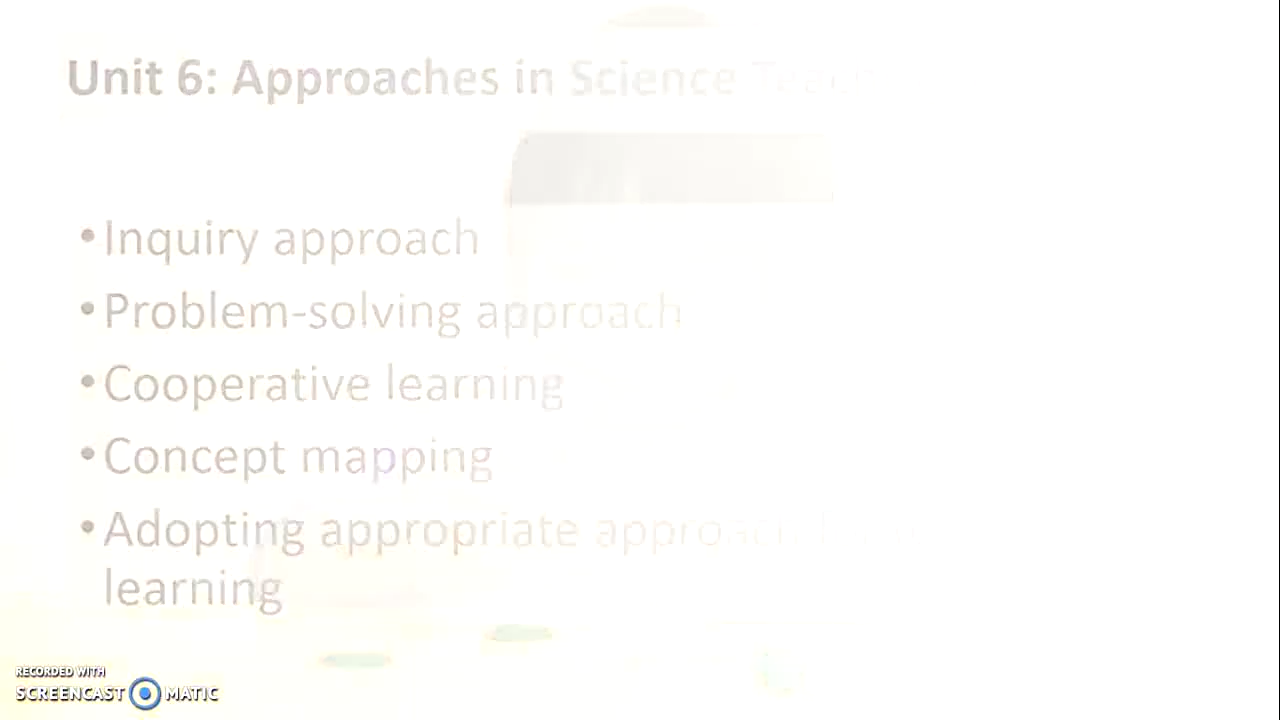 Unit 6: Approaches in Science
• Inquiry approach
• Problem-solving approach
• Cooperative learning
• Concept mapping
• Adopting appropriate approach
learning
RECORDED WITH
SCREENCAST MATIC